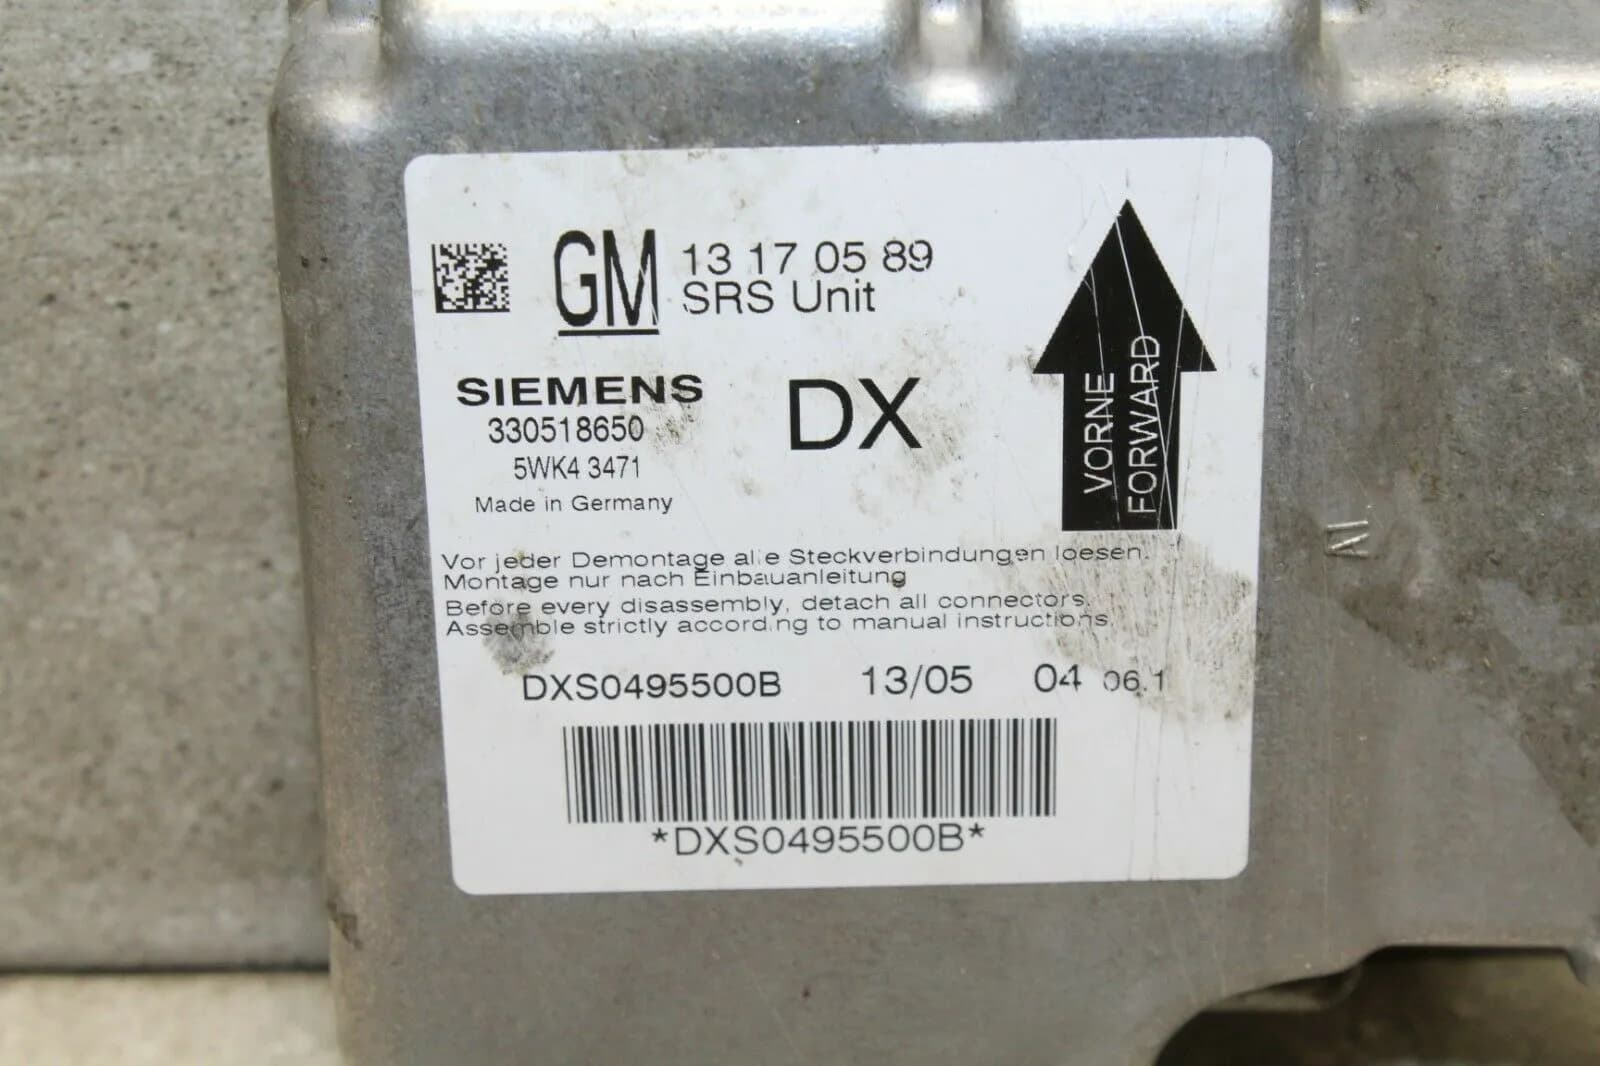 GM 13 17 05 89
SRS Unit
SIEMENS
330518650
5WK4 3471
Made in Germany
DX
VORNE
FORWARD
Vor jeder Demontage alle Steckverbindungen loesen.
Montage nur nach Einbauanleitung
Before every disassembly, detach all connectors.
Assemble strictly according to manual instructions.
DXS0495500B 13/05 04 06.1
*DXS0495500B*